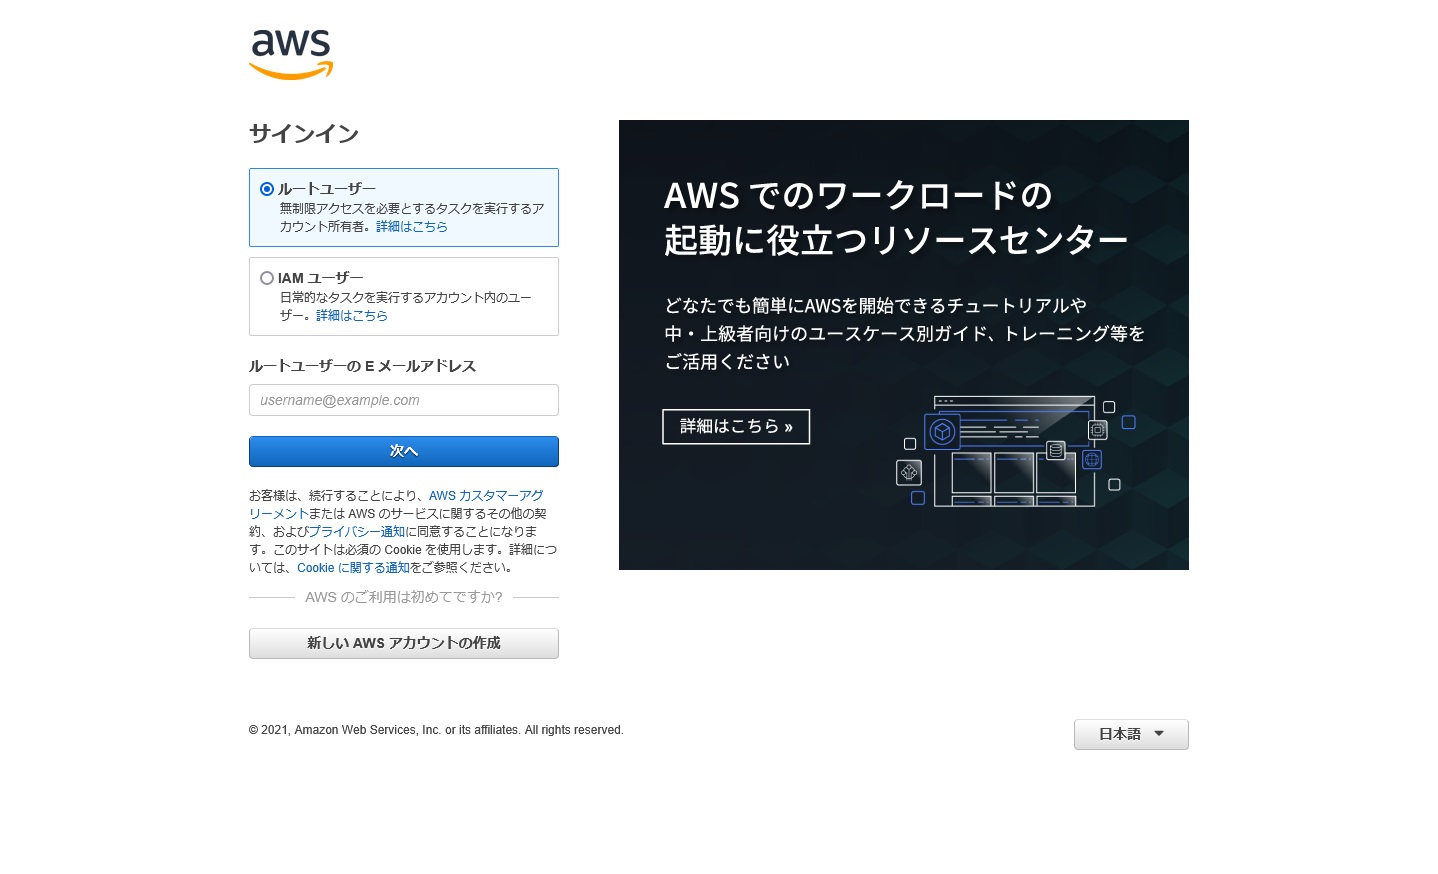 aws
サインイン
ルートユーザー
無制限アクセスを必要とするタスクを実行するア
カウント所有者。詳細はこちら
IAM ユーザー
日常的なタスクを実行するアカウント内のユー
ザー。詳細はこちら
ルートユーザーの E メールアドレス
username@example.com
次へ
お客様は、続行することにより、AWS カスタマーアグ
リーメントまたは AWS のサービスに関するその他の契
約、およびプライバシー通知に同意することになりま
す。このサイトは必須の Cookie を使用します。詳細につ
いては、Cookie に関する通知をご参照ください。
AWS のご利用は初めてですか?
新しい AWS アカウントの作成
AWS でのワークロードの
起動に役立つリソースセンター
どなたでも簡単にAWSを開始できるチュートリアルや
中・上級者向けのユースケース別ガイド、トレーニング等を
ご活用ください
詳細はこちら »
© 2021, Amazon Web Services, Inc. or its affiliates. All rights reserved.
日本語